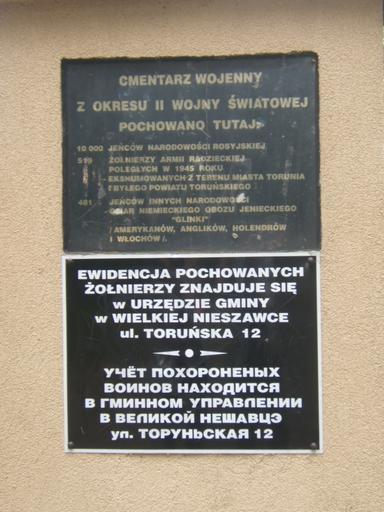 CMENTARZ WOJENNY
Z OKRESU II WOJNY ŚWIATOWEJ
POCHOWANO TUTAJ:
10 000 JEŃCÓW NARODOWOŚCI ROSYJSKIEJ
519 ŻOŁNIERZY ARMII RADZIECKIEJ
POLEGŁYCH W 1945 ROKU
EKSHUMOWANYCH Z TERENU MIASTA TORUNIA
I BYŁEGO POWIATU TORUŃSKIEGO
481 JEŃCÓW INNYCH NARODOWOŚCI
OFIAR NIEMIECKIEGO OBOZU JENIECKIEGO
"GLINKI"
/AMERYKANÓW, ANGLIKÓW, HOLENDRÓW
I WŁOCHÓW/.
EWIDENCJA POCHOWANYCH
ŻOŁNIERZY ZNAJDUJE SIĘ
w URZĘDZIE GMINY
w WIELKIEJ NIESZAWCE
ul. TORUŃSKA 12
УЧЁТ ПОХОРОНЕНЫХ
ВОИНОВ НАХОДИТСЯ
В ГМИННОМ УПРАВЛЕНИИ
В ВЕЛИКОЙ НЕШАВЦЭ
ул. ТОРУНЬСКАЯ 12